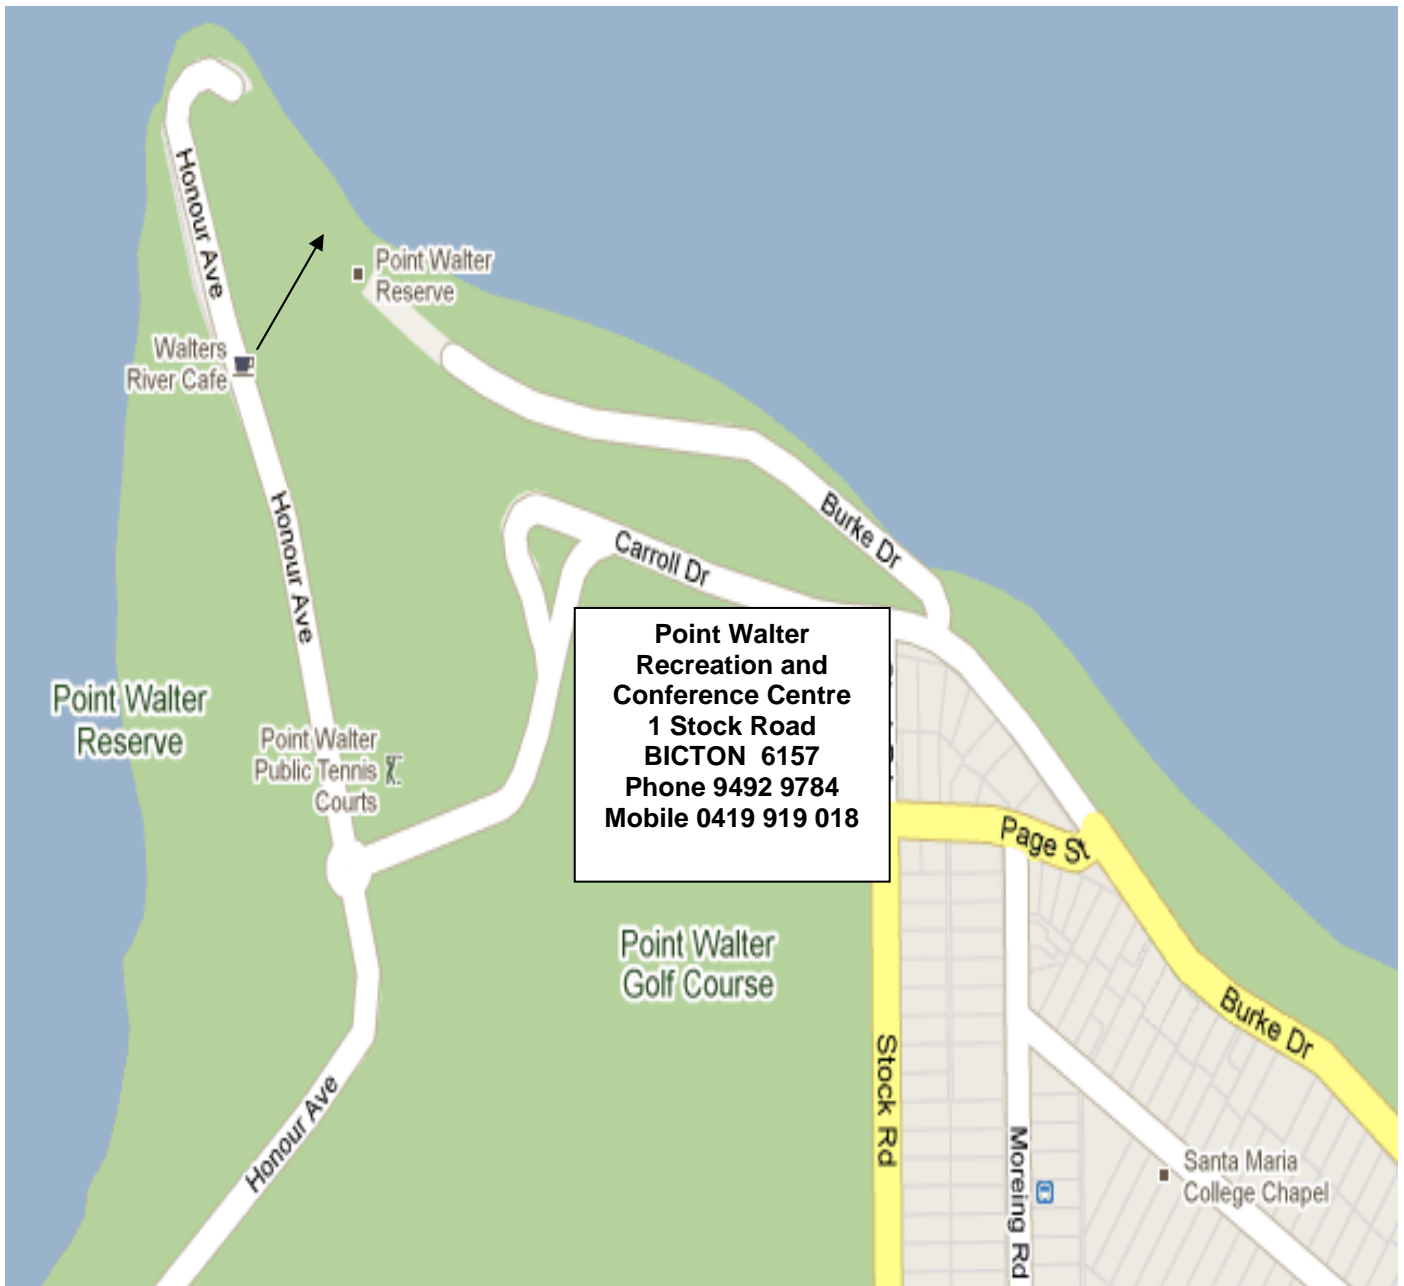 Honour Ave
Point Walter
Reserve
Walters
River Cafe
Burke Dr
Honour Ave
Carroll Dr
Point Walter
Recreation and
Conference Centre
1 Stock Road
BICTON  6157
Phone 9492 9784
Mobile 0419 919 018
Point Walter
Reserve
Point Walter
Public Tennis
Courts
Page St
Point Walter
Golf Course
Burke Dr
Stock Rd
Honour Ave
Moreing Rd
Santa Maria
College Chapel